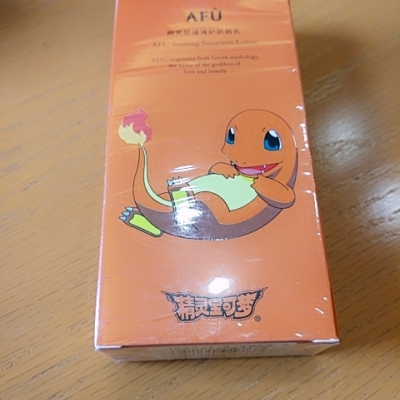 AFU
AFU Soothing Sunscreen Lotion
AFU, originates from Greek mythology,
the name of the goddess of
love and beauty.
精灵宝可梦®